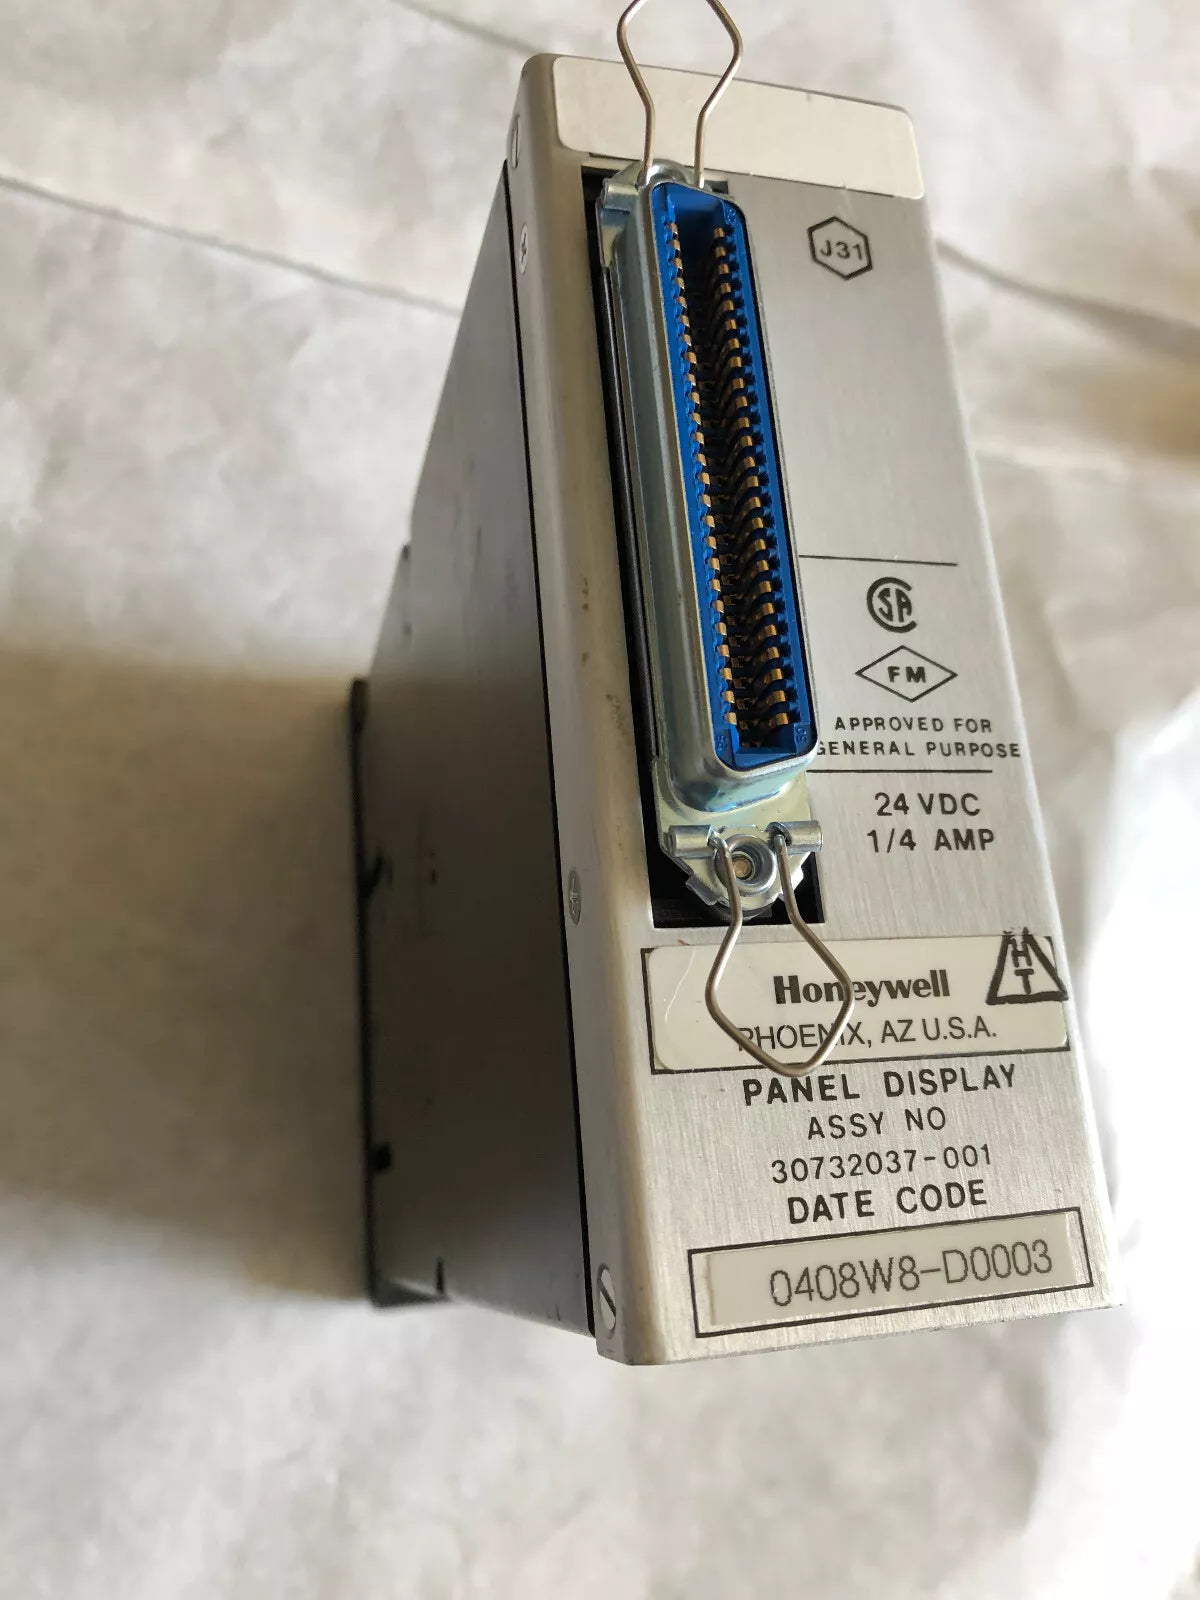 J31
CSA
FM
APPROVED FOR
GENERAL PURPOSE
24 VDC
1/4 AMP
HT
Honeywell
PHOENIX, AZ U.S.A.
PANEL DISPLAY
ASSY NO
30732037-001
DATE CODE
0408W8-D0003